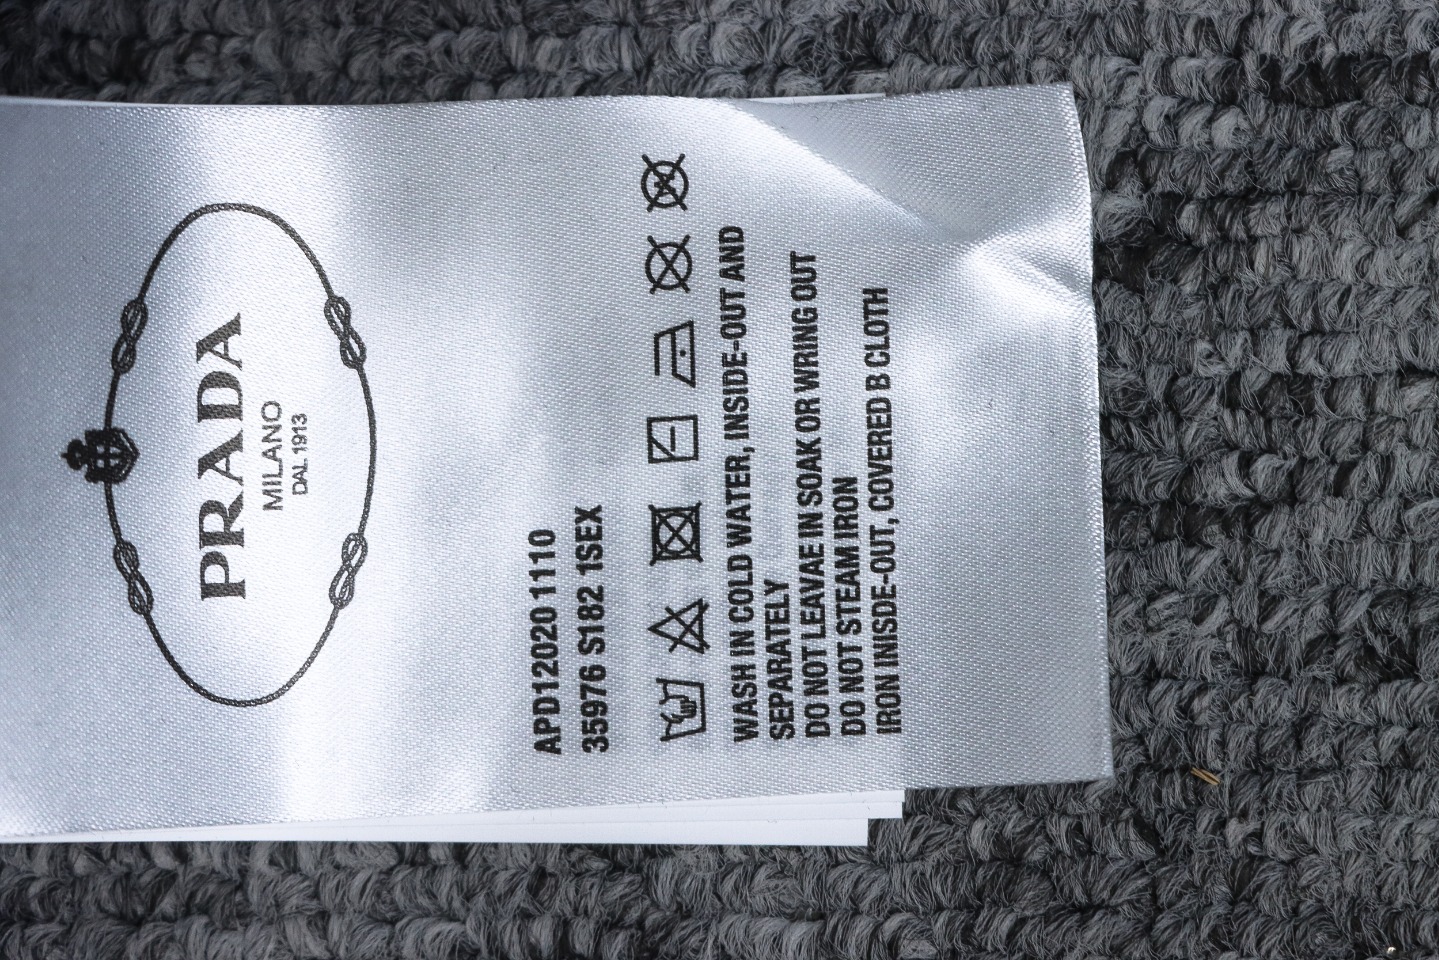 PRADA
MILANO
DAL 1913
APD12020 1110
35976 S182 1SEX
WASH IN COLD WATER, INSIDE-OUT AND
SEPARATELY
DO NOT LEAVAE IN SOAK OR WRING OUT
DO NOT STEAM IRON
IRON INISDE-OUT, COVERED B CLOTH